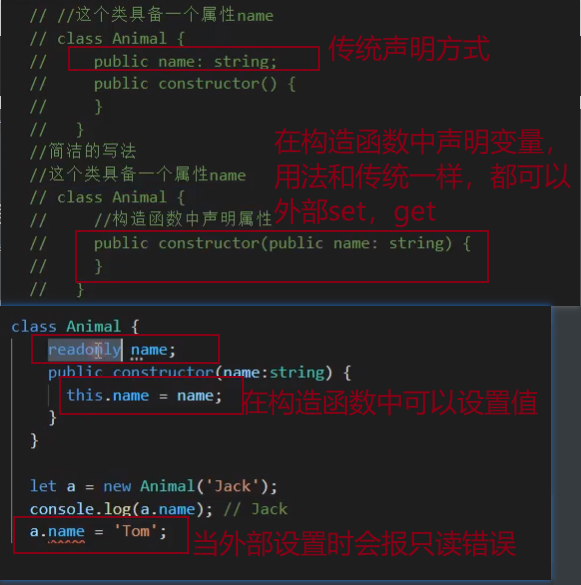 // //这个类具备一个属性name
// class Animal {
//     public name: string;
传统声明方式
//     public constructor() {
//     }
//   }
//简洁的写法
//这个类具备一个属性name
在构造函数中声明变量，
用法和传统一样，都可以
外部set，get
// class Animal {
//     //构造函数中声明属性
//     public constructor(public name: string) {
//     }
//   }
class Animal {
readonly name;
public constructor(name:string) {
this.name = name;
在构造函数中可以设置值
}
}
let a = new Animal('Jack');
console.log(a.name); // Jack
a.name = 'Tom';
当外部设置时会报只读错误